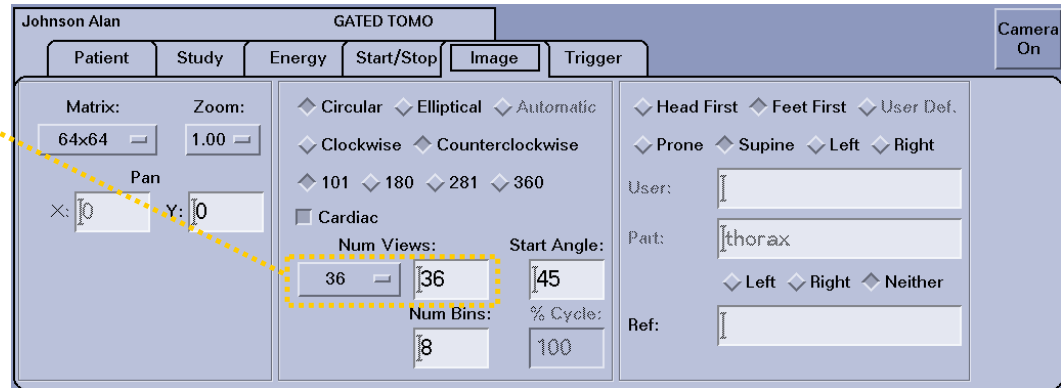 Johnson Alan GATED TOMO
Camera On
Patient Study Energy Start/Stop Image Trigger
Matrix: Zoom:
64x64 1.00
Pan
X: 0 Y: 0
Circular Elliptical Automatic
Clockwise Counterclockwise
101 180 281 360
Cardiac
Num Views: Start Angle:
36 36 45
Num Bins: % Cycle:
8 100
Head First Feet First User Def.
Prone Supine Left Right
User:
Part: thorax
Left Right Neither
Ref: